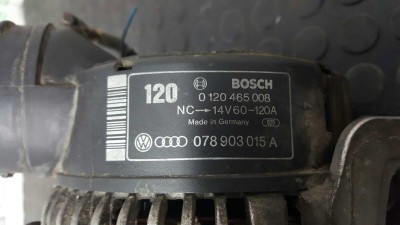 120 BOSCH
0 120 465 008
NC→14V60-120A
Made in Germany
078 903 015 A